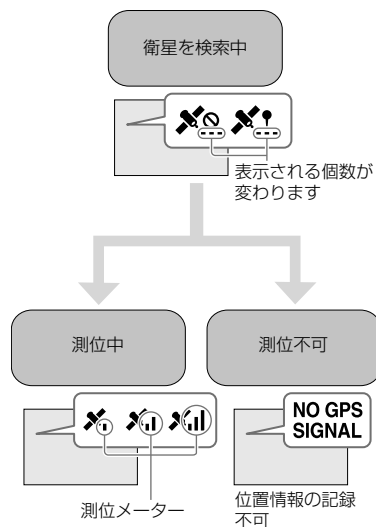 衛星を検索中
表示される個数が
変わります
測位中
測位不可
NO GPS
SIGNAL
測位メーター
位置情報の記録
不可